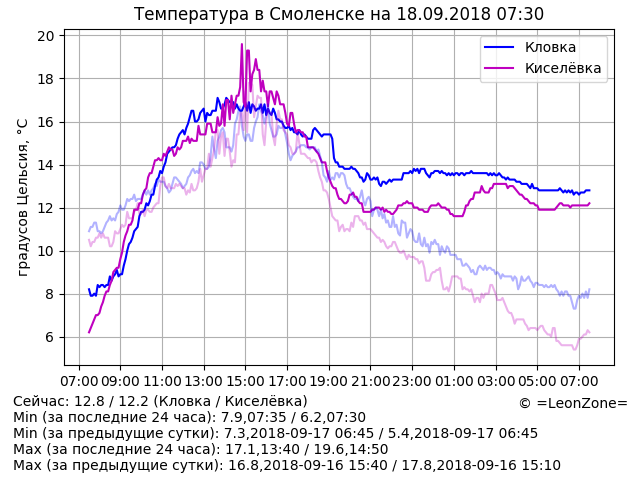 Температура в Смоленске на 18.09.2018 07:30
20
18
16
14
12
10
8
6
градусов Цельсия, °C
Кловка
Киселёвка
07:00 09:00 11:00 13:00 15:00 17:00 19:00 21:00 23:00 01:00 03:00 05:00 07:00
Сейчас: 12.8 / 12.2 (Кловка / Киселёвка)
© =LeonZone=
Min (за последние 24 часа): 7.9,07:35 / 6.2,07:30
Min (за предыдущие сутки): 7.3,2018-09-17 06:45 / 5.4,2018-09-17 06:45
Max (за последние 24 часа): 17.1,13:40 / 19.6,14:50
Max (за предыдущие сутки): 16.8,2018-09-16 15:40 / 17.8,2018-09-16 15:10